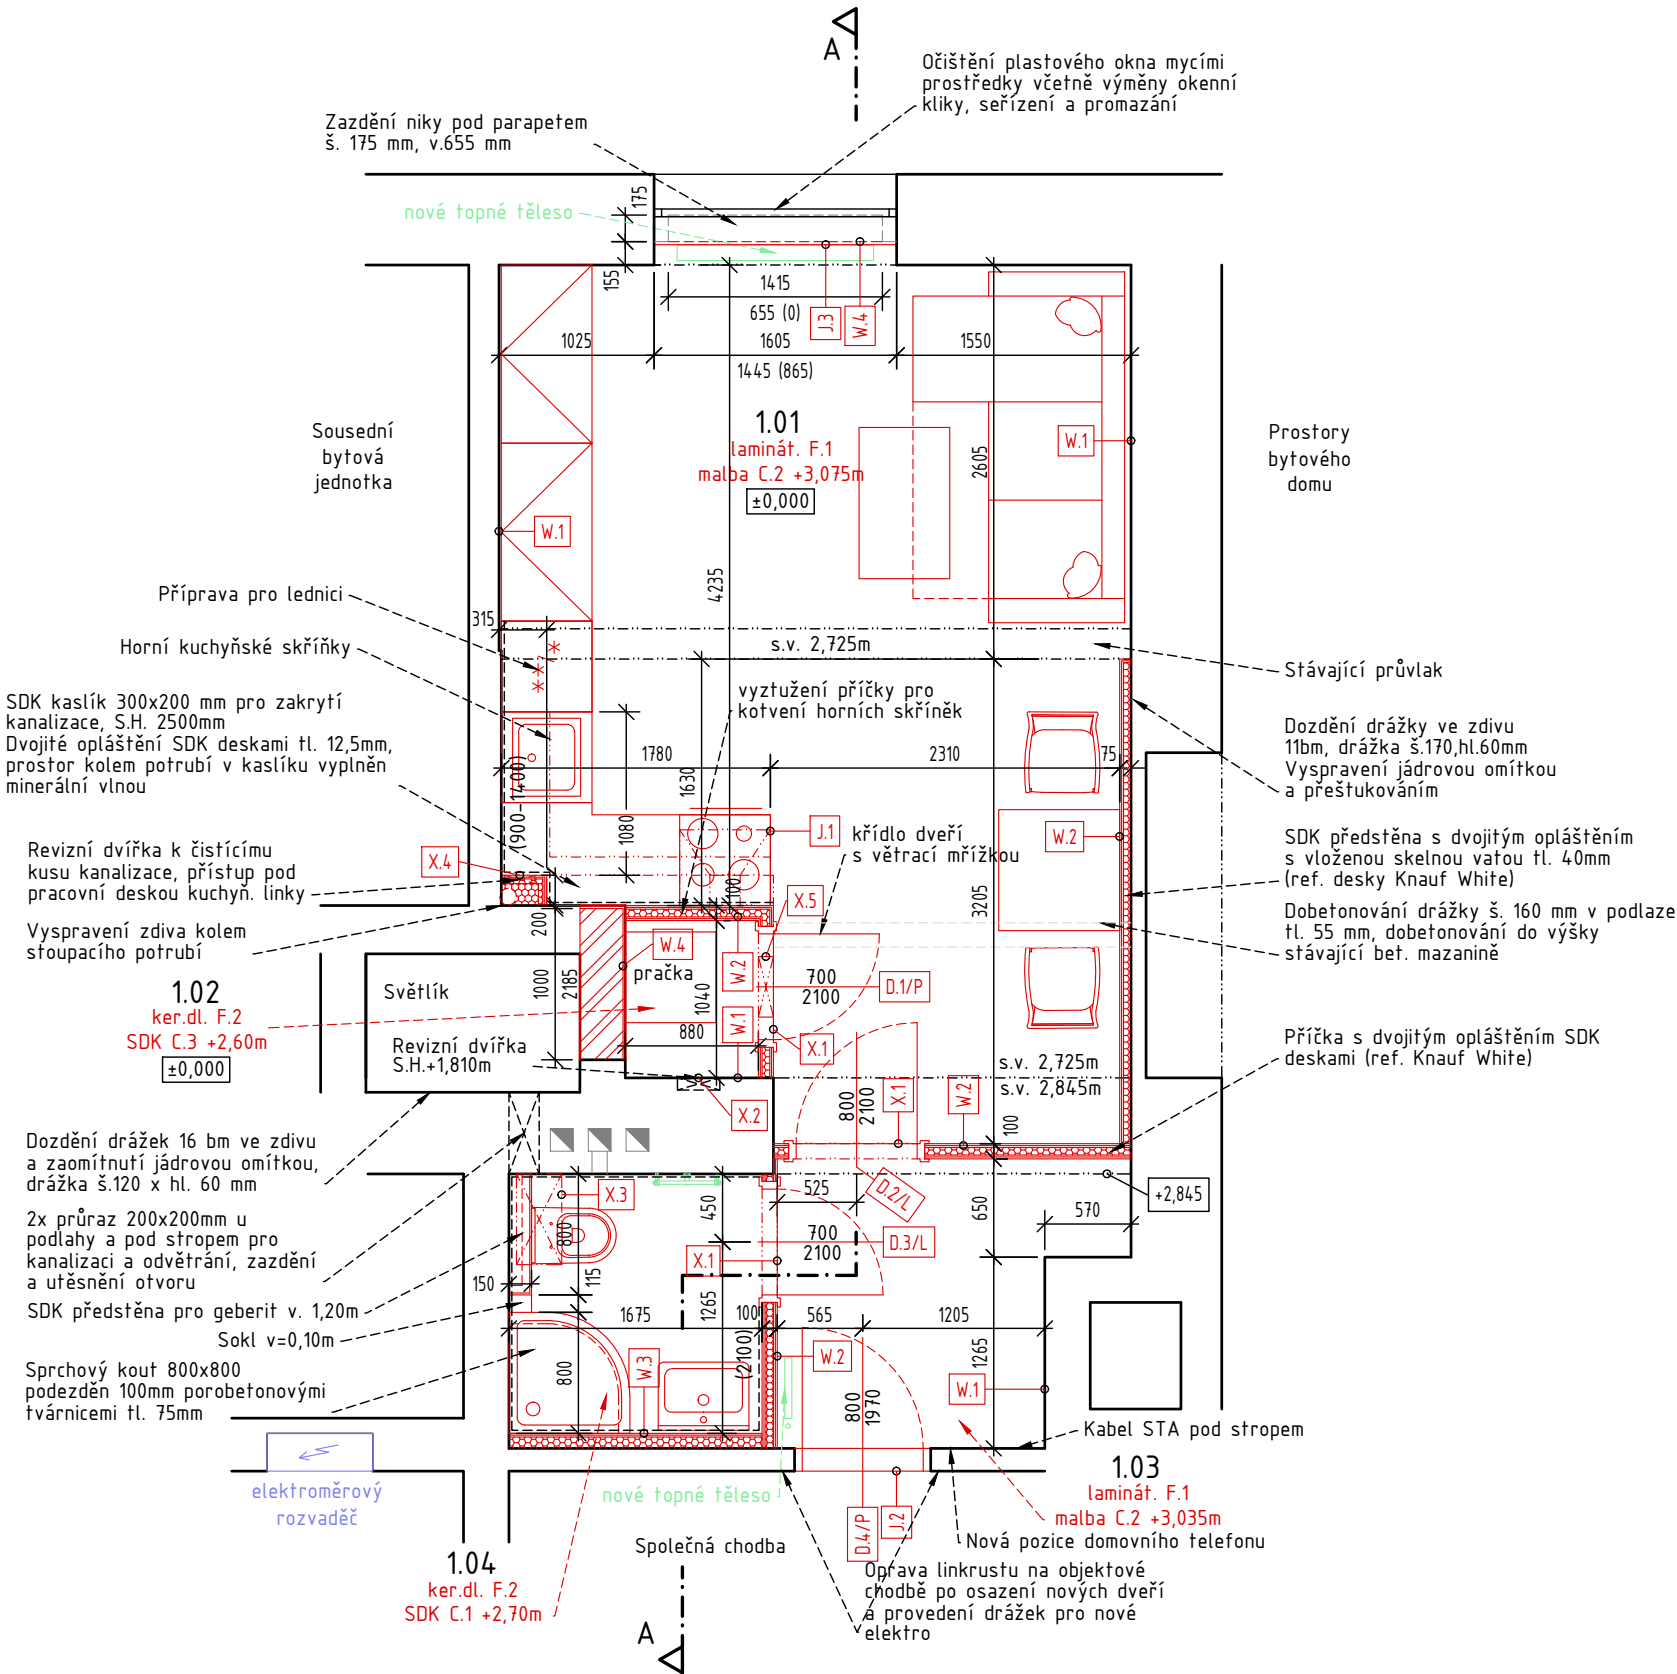 A
Očištění plastového okna mycími
prostředky včetně výměny okenní
kliky, seřízení a promazání
Zazdění niky pod parapetem
š. 175 mm, v.655 mm
nové topné těleso
175
155
1415
655 (0)
J.3
W.4
1025
1605
1550
1445 (865)
1.01
laminát. F.1
malba C.2 +3,075m
±0,000
W.1
2605
Sousední
bytová
jednotka
Prostory
bytového
domu
W.1
4235
Příprava pro lednici
315
Horní kuchyňské skříňky
s.v. 2,725m
Stávající průvlak
SDK kaslík 300x200 mm pro zakrytí
kanalizace, S.H. 2500mm
Dvojité opláštění SDK deskami tl. 12,5mm,
prostor kolem potrubí v kaslíku vyplněn
minerální vlnou
vyztužení příčky pro
kotvení horních skříněk
Dozdění drážky ve zdivu
11bm, drážka š.170,hl.60mm
Vyspravení jádrovou omítkou
a přeštukováním
1780
2310
75
1630
(900-1400)
1080
J.1
W.2
křídlo dveří
s větrací mřížkou
Revizní dvířka k čistícímu
kusu kanalizace, přístup pod
pracovní deskou kuchyň. linky
X.4
SDK předstěna s dvojitým opláštěním
s vloženou skelnou vatou tl. 40mm
(ref. desky Knauf White)
100
X.5
3205
200
Vyspravení zdiva kolem
stoupacího potrubí
Dobetonování drážky š. 160 mm v podlaze
tl. 55 mm, dobetonování do výšky
stávající bet. mazanině
W.4
pračka
W.2
1000
2185
1040
700
2100
D.1/P
1.02
ker.dl. F.2
SDK C.3 +2,60m
±0,000
Světlík
W.1
880
Revizní dvířka
S.H.+1,810m
X.1
Příčka s dvojitým opláštěním SDK
deskami (ref. Knauf White)
s.v. 2,725m
s.v. 2,845m
X.2
800
2100
X.1
W.2
100
Dozdění drážek 16 bm ve zdivu
a zaomítnutí jádrovou omítkou,
drážka š.120 x hl. 60 mm
X.3
525
D.2/L
+2,845
450
650
570
2x průraz 200x200mm u
podlahy a pod stropem pro
kanalizaci a odvětrání, zazdění
a utěsnění otvoru
800
700
2100
D.3/L
X.1
150
115
SDK předstěna pro geberit v. 1,20m
Sokl v=0,10m
1675
1265
100
565
1205
1265
Sprchový kout 800x800
podezděn 100mm porobetonovými
tvárnicemi tl. 75mm
800
W.3
(2100)
W.2
W.1
800
1970
Kabel STA pod stropem
1.03
laminát. F.1
malba C.2 +3,035m
elektroměrový
rozvaděč
nové topné těleso
D.4/P
J.2
Nová pozice domovního telefonu
Společná chodba
1.04
ker.dl. F.2
SDK C.1 +2,70m
Oprava linkrustu na objektové
chodbě po osazení nových dveří
a provedení drážek pro nové
elektro
A